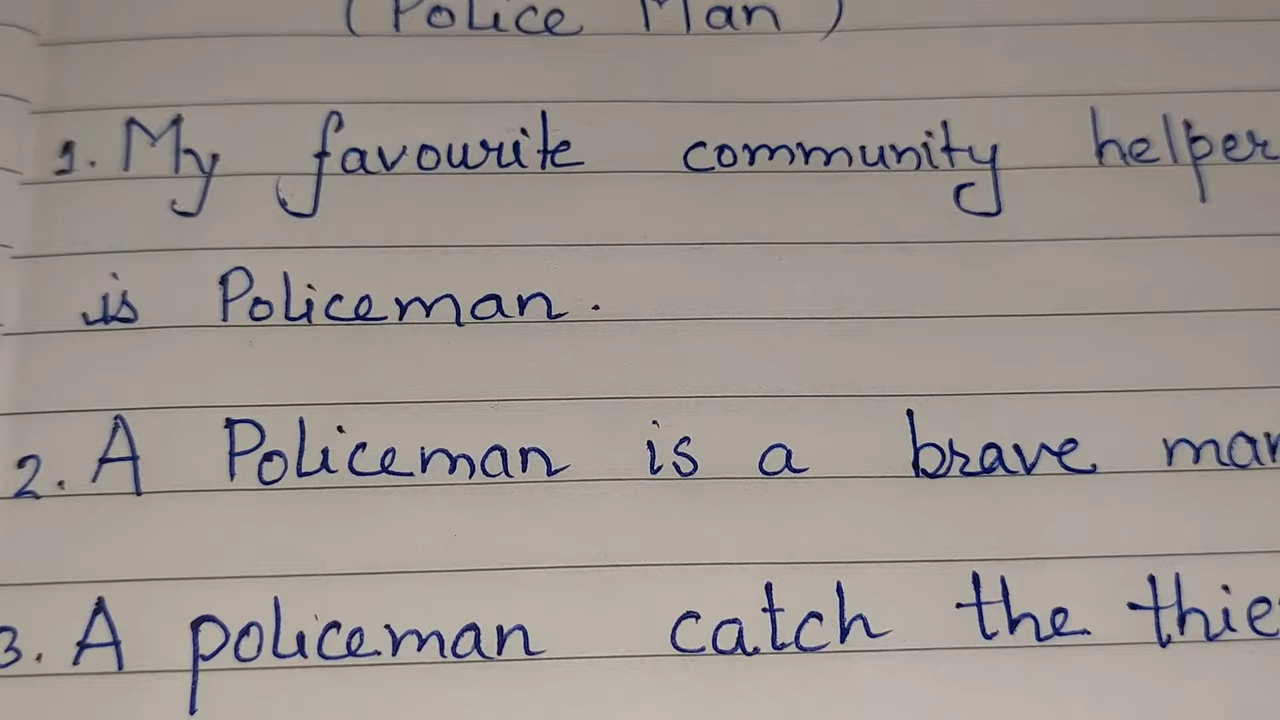 (Police Man)
1. My favourite community helper
is Policeman.
2. A Policeman is a brave
3. A policeman catch the